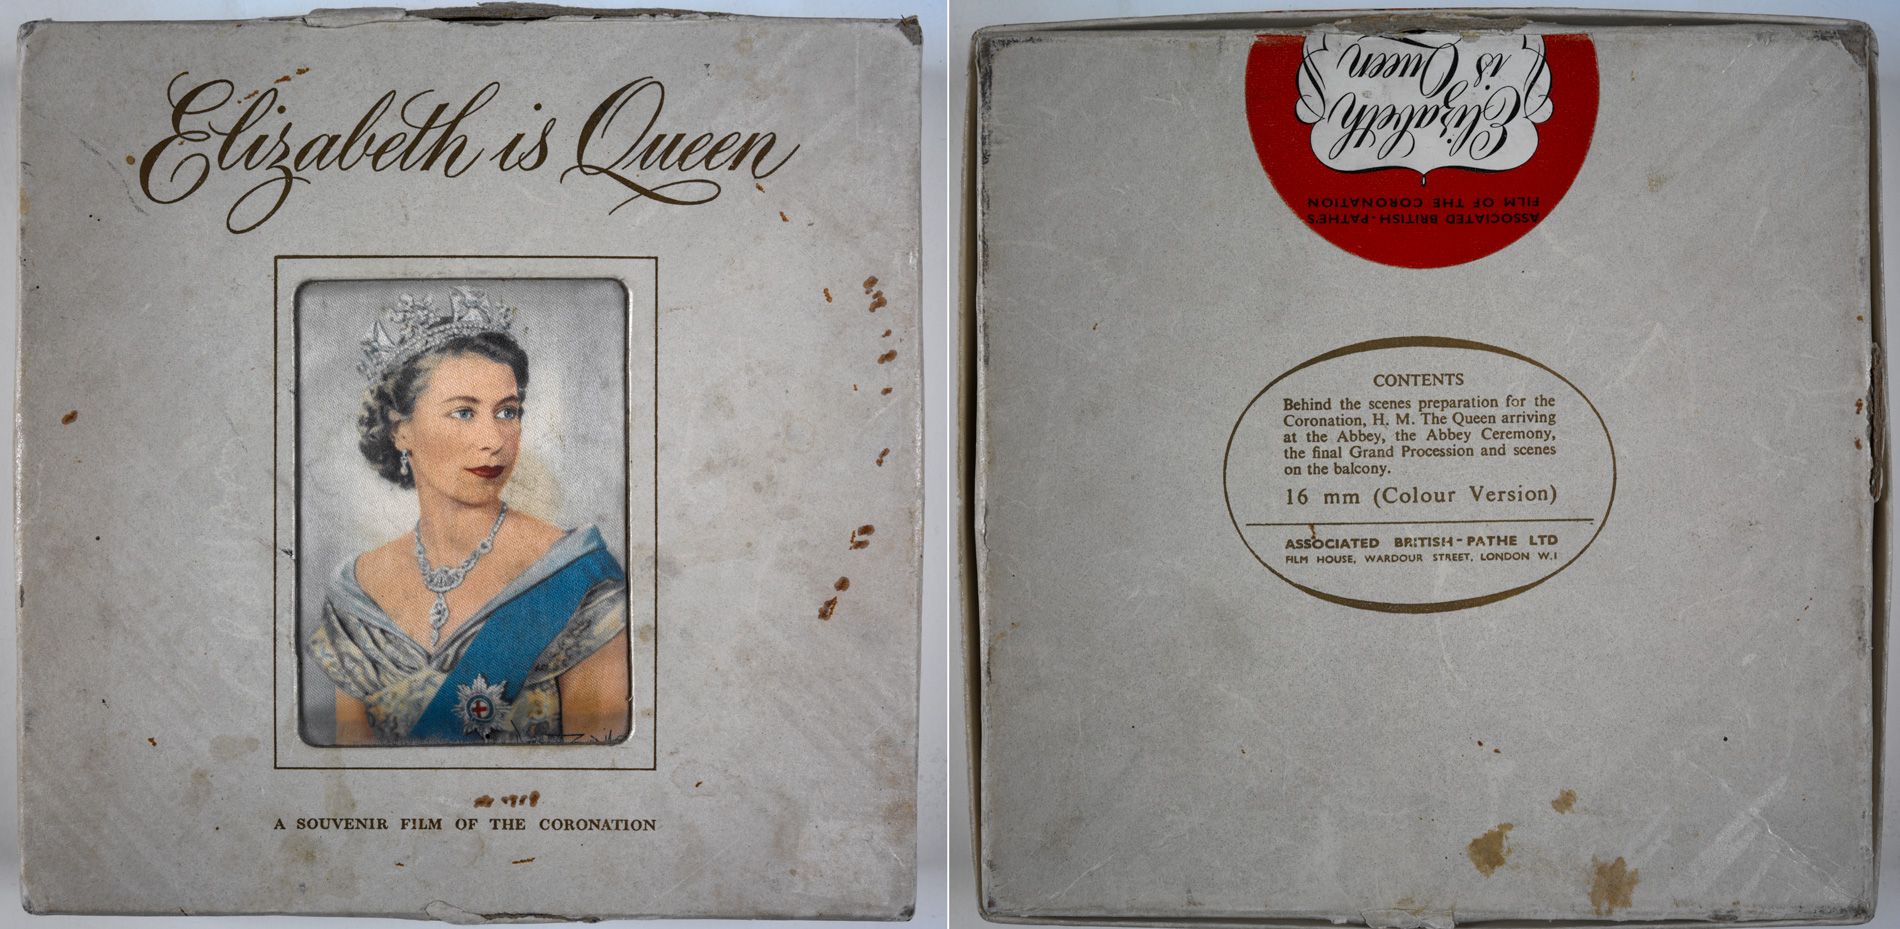 Elizabeth is Queen
A SOUVENIR FILM OF THE CORONATION
Elizabeth
is Queen
ASSOCIATED BRITISH-PATHE'S
FILM OF THE CORONATION
CONTENTS
Behind the scenes preparation for the
Coronation, H. M. The Queen arriving
at the Abbey, the Abbey Ceremony,
the final Grand Procession and scenes
on the balcony.
16 mm (Colour Version)
ASSOCIATED BRITISH-PATHE LTD
FILM HOUSE, WARDOUR STREET, LONDON W.1